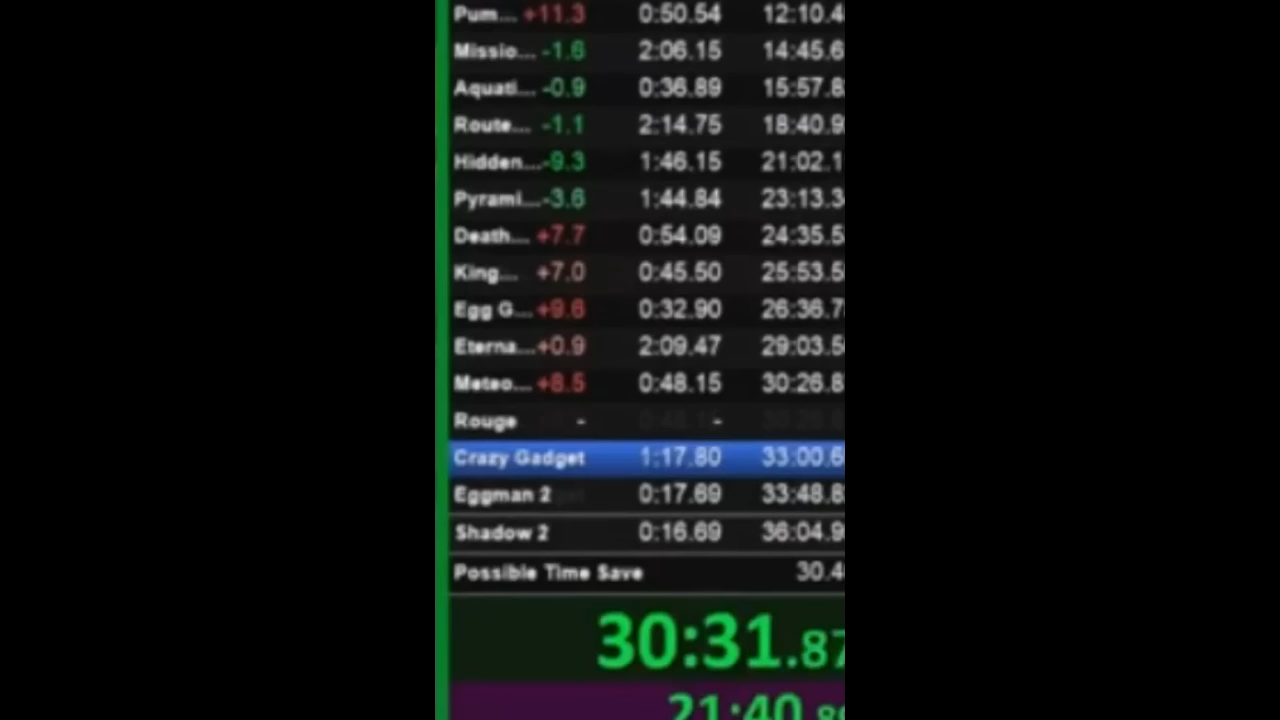 Pum... +11.3 0:50.54 12:10.4
Missio... -1.6 2:06.15 14:45.6
Aquati... -0.9 0:36.89 15:57.8
Route... -1.1 2:14.75 18:40.9
Hidden...-9.3 1:46.15 21:02.1
Pyrami...-3.6 1:44.84 23:13.3
Death... +7.7 0:54.09 24:35.5
King... +7.0 0:45.50 25:53.5
Egg G...+9.6 0:32.90 26:36.7
Eterna...+0.9 2:09.47 29:03.5
Meteo...+8.5 0:48.15 30:26.8
Rouge - -
Crazy Gadget 1:17.80 33:00.6
Eggman 2 0:17.69 33:48.8
Shadow 2 0:16.69 36:04.9
Possible Time Save 30.4
30:31.87
21:40